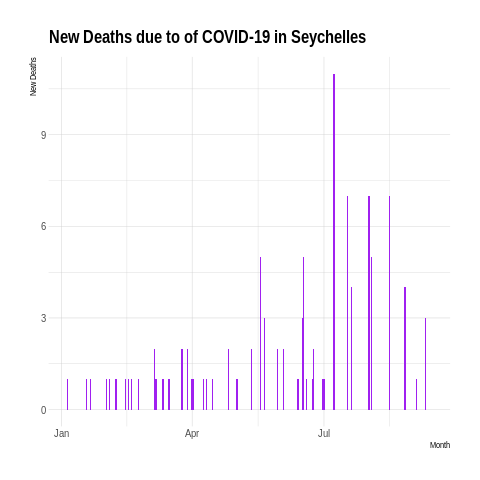 New Deaths due to of COVID-19 in Seychelles
New Deaths
9
6
3
0
Jan Apr Jul
Month